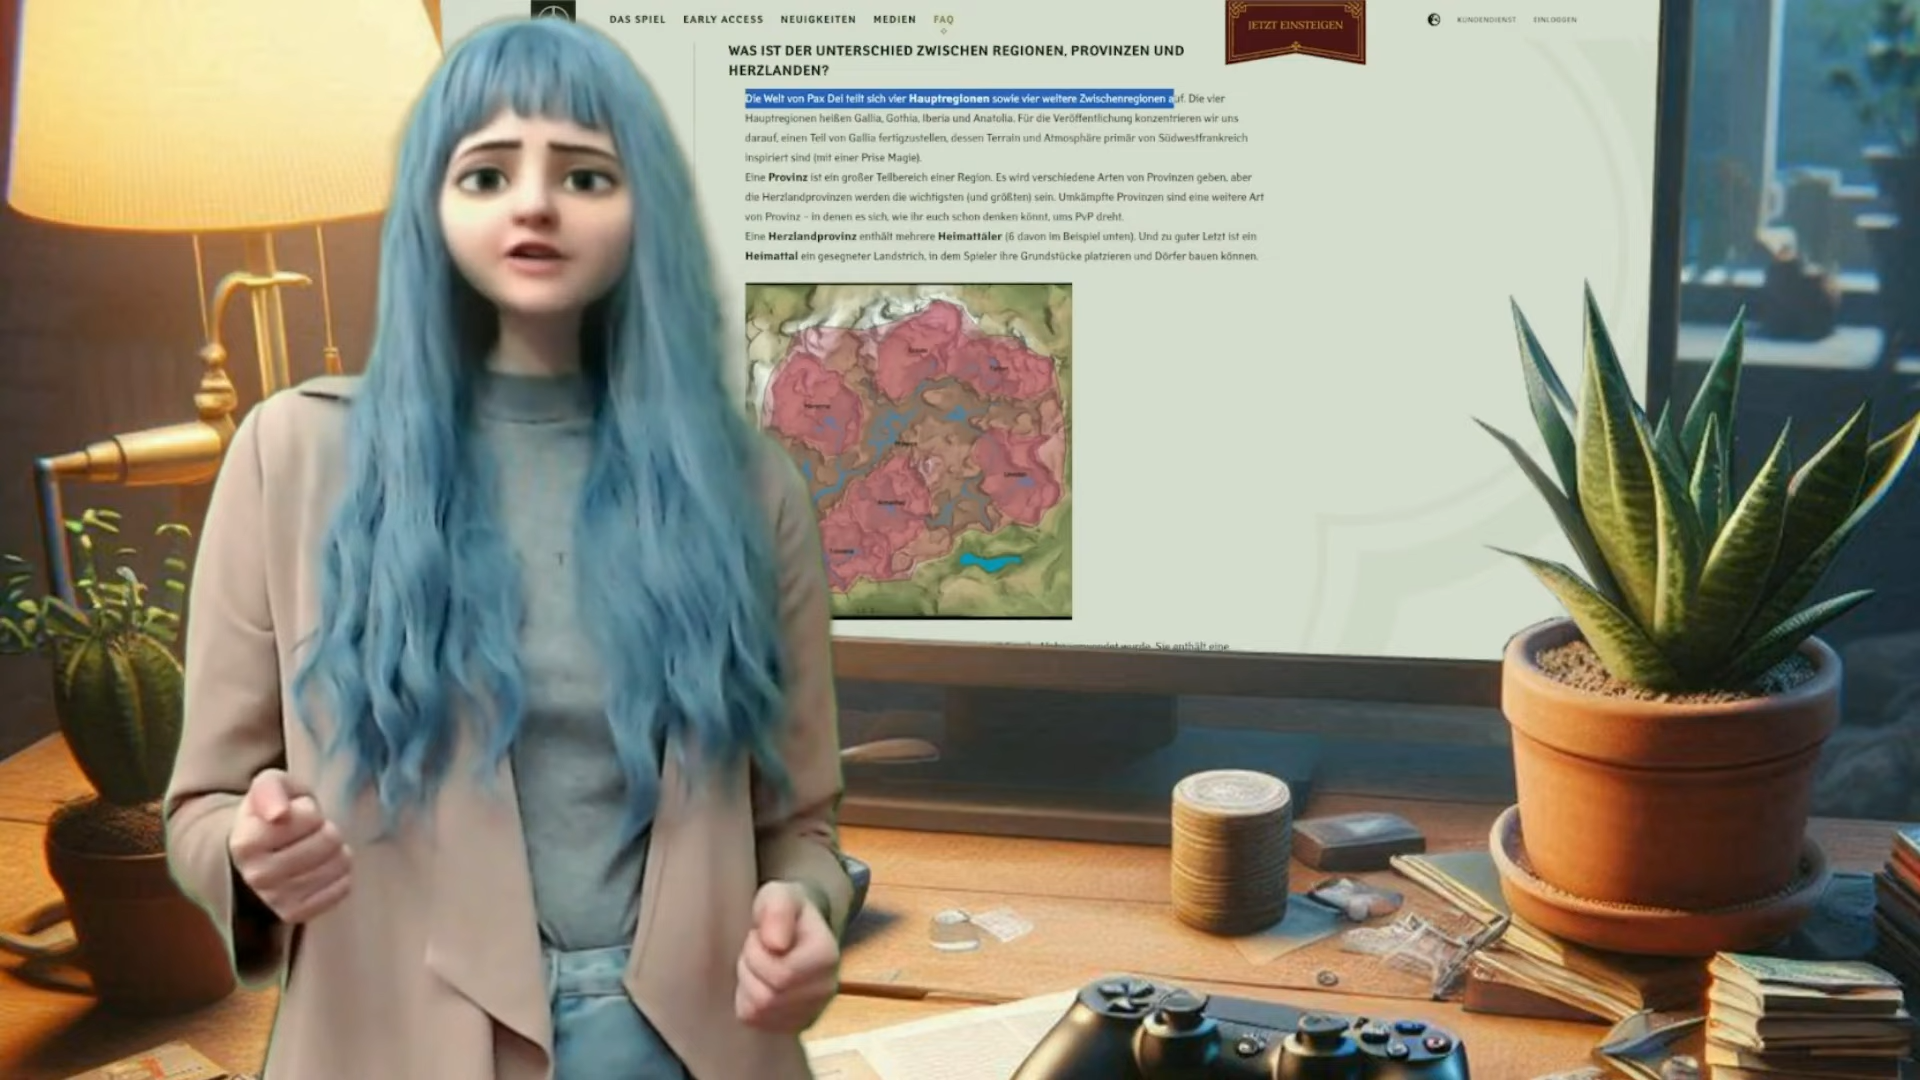 DAS SPIEL EARLY ACCESS NEUIGKEITEN MEDIEN FAQ
JETZT EINSTEIGEN
KUNDENDIENST EINLOGGEN
WAS IST DER UNTERSCHIED ZWISCHEN REGIONEN, PROVINZEN UND
HERZLANDEN?
Die Welt von Pax Dei teilt sich vier Hauptregionen sowie vier weitere Zwischenregionen auf. Die vier
Hauptregionen heißen Gallia, Gothia, Iberia und Anatolia. Für die Veröffentlichung konzentrieren wir uns
darauf, einen Teil von Gallia fertigzustellen, dessen Terrain und Atmosphäre primär von Südwestfrankreich
inspiriert sind (mit einer Prise Magie).
Eine Provinz ist ein großer Teilbereich einer Region. Es wird verschiedene Arten von Provinzen geben, aber
die Herzlandprovinzen werden die wichtigsten (und größten) sein. Umkämpfte Provinzen sind eine weitere Art
von Provinz - in denen es sich, wie ihr euch schon denken könnt, ums PvP dreht.
Eine Herzlandprovinz enthält mehrere Heimattäler (6 davon im Beispiel unten). Und zu guter Letzt ist ein
Heimattal ein gesegneter Landstrich, in dem Spieler ihre Grundstücke platzieren und Dörfer bauen können.
verwendet wurde. Sie enthält eine